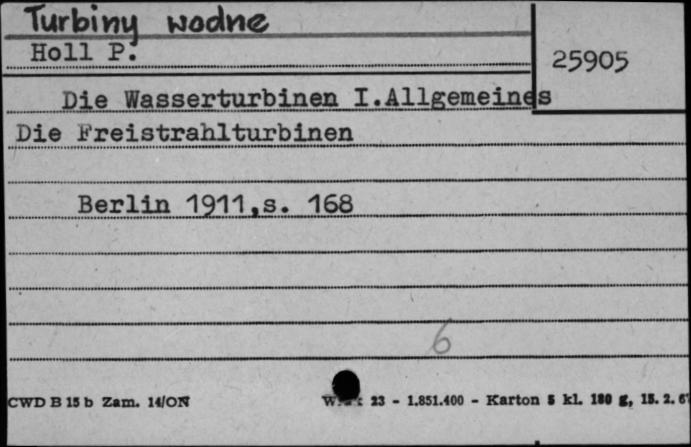 Turbiny wodne
Holl P.
25905
Die Wasserturbinen I.Allgemeines
Die Freistrahlturbinen
Berlin 1911,s. 168
6
CWD B 15 b Zam. 14/ON
23 - 1.851.400 - Karton 5 kl. 180 g, 15. 2. 6